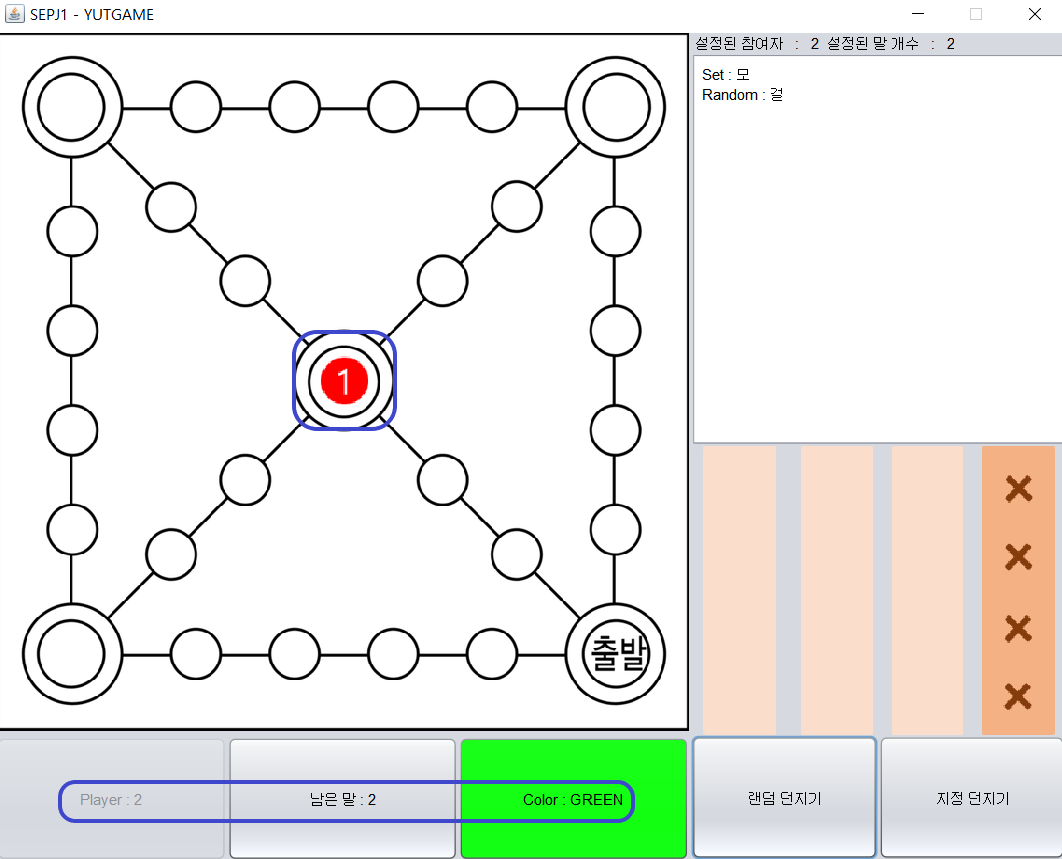 SEPJ1 - YUTGAME
설정된 참여자 : 2 설정된 말 개수 : 2
Set : 모
Random : 걸
1
출발
Player : 2
남은 말 : 2
Color : GREEN
랜덤 던지기
지정 던지기